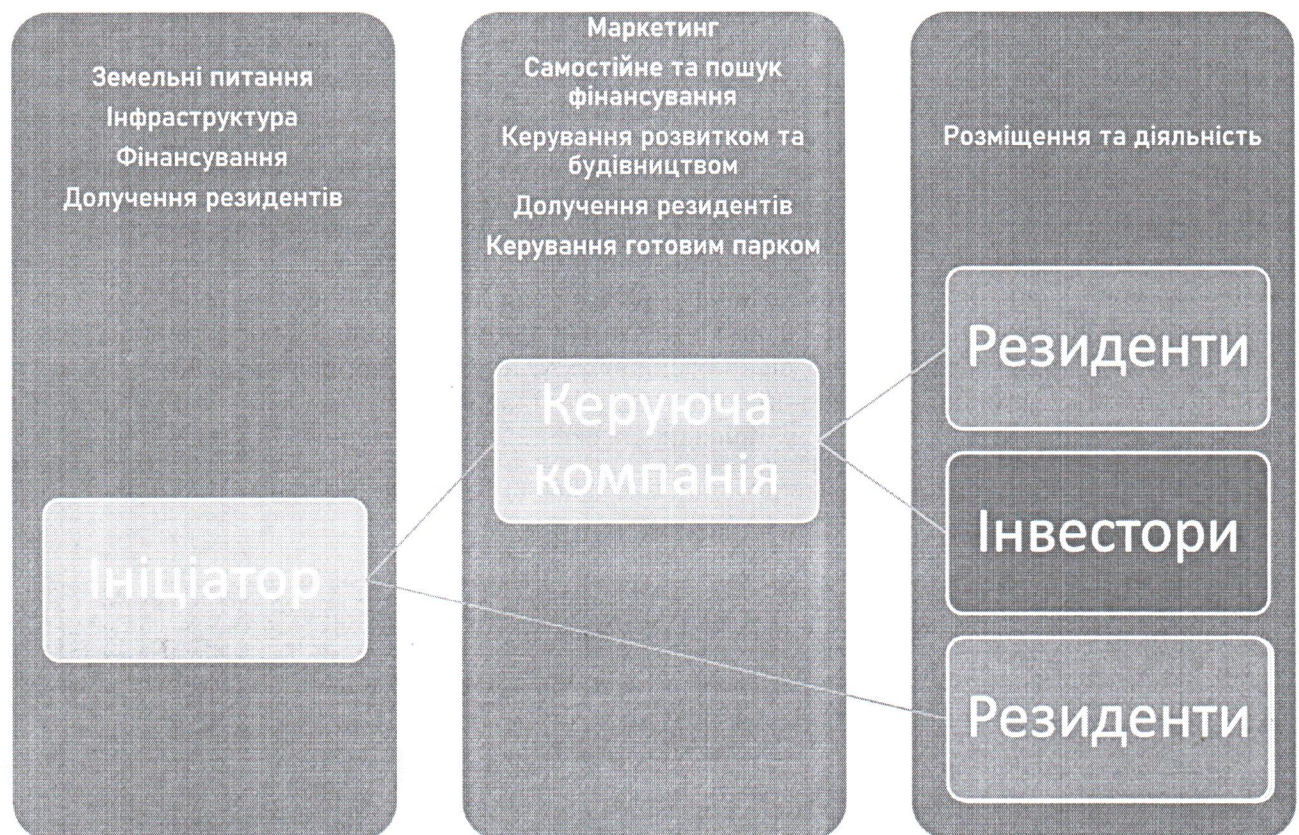 Земельні питання
Інфраструктура
Фінансування
Долучення резидентів
Ініціатор
Маркетинг
Самостійне та пошук
фінансування
Керування розвитком та
будівництвом
Долучення резидентів
Керування готовим парком
Керуюча
компанія
Розміщення та діяльність
Резиденти
Інвестори
Резиденти